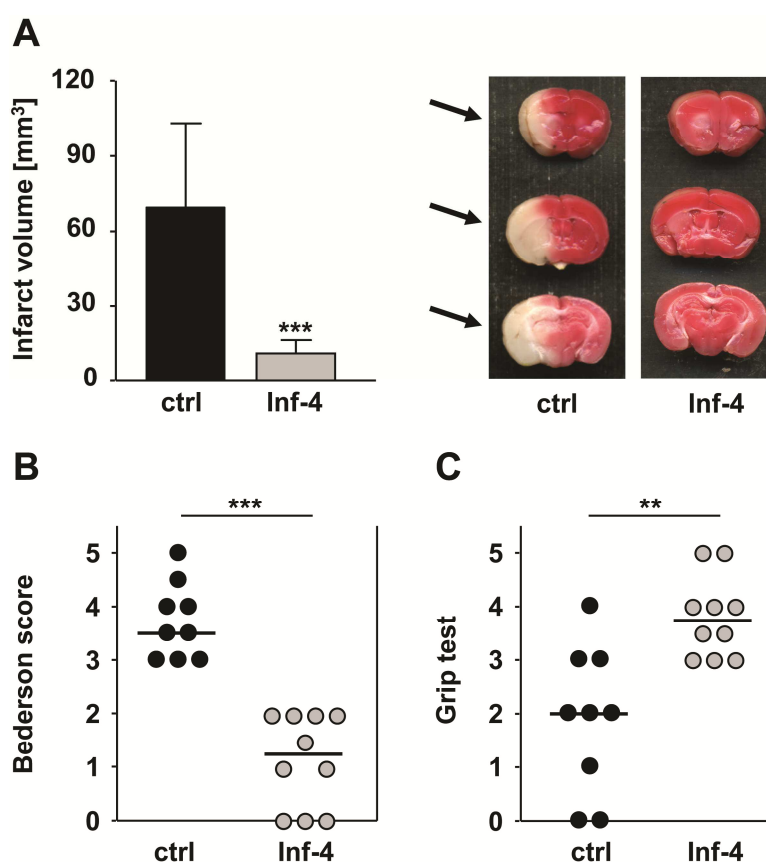 A
Infarct volume [mm³]
120
90
60
30
0
***
ctrl
Inf-4
ctrl
Inf-4
B
Bederson score
***
5
4
3
2
1
0
ctrl
Inf-4
C
Grip test
**
5
4
3
2
1
0
ctrl
Inf-4